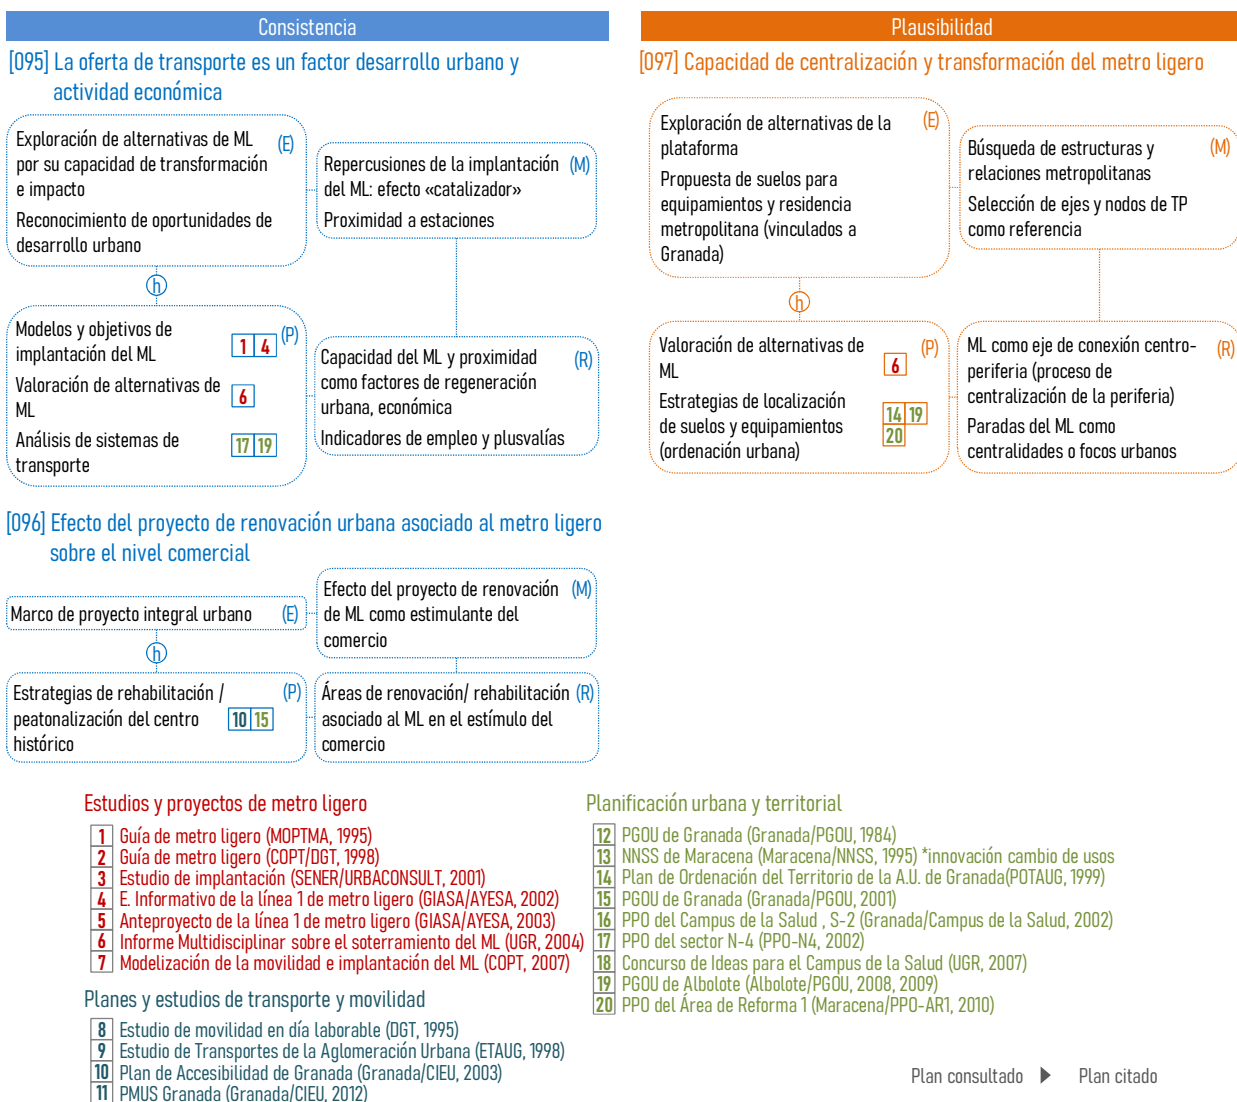 Consistencia
[095] La oferta de transporte es un factor desarrollo urbano y
actividad económica
Exploración de alternativas de ML
por su capacidad de transformación
e impacto
Reconocimiento de oportunidades de
desarrollo urbano
(E)
Repercusiones de la implantación
del ML: efecto «catalizador»
Proximidad a estaciones
(M)
h
Modelos y objetivos de
implantación del ML
1 4
(P)
Valoración de alternativas de
ML
6
Análisis de sistemas de
transporte
17 19
Capacidad del ML y proximidad
como factores de regeneración
urbana, económica
Indicadores de empleo y plusvalías
(R)
[096] Efecto del proyecto de renovación urbana asociado al metro ligero
sobre el nivel comercial
Marco de proyecto integral urbano
(E)
Efecto del proyecto de renovación
de ML como estimulante del
comercio
(M)
h
Estrategias de rehabilitación /
peatonalización del centro
histórico
10 15
(P)
Áreas de renovación/ rehabilitación
asociado al ML en el estímulo del
comercio
(R)
Plausibilidad
[097] Capacidad de centralización y transformación del metro ligero
Exploración de alternativas de la
plataforma
Propuesta de suelos para
equipamientos y residencia
metropolitana (vinculados a
Granada)
(E)
Búsqueda de estructuras y
relaciones metropolitanas
Selección de ejes y nodos de TP
como referencia
(M)
h
Valoración de alternativas de
ML
6
(P)
Estrategias de localización
de suelos y equipamientos
(ordenación urbana)
14 19
20
ML como eje de conexión centro-
periferia (proceso de
centralización de la periferia)
Paradas del ML como
centralidades o focos urbanos
(R)
Estudios y proyectos de metro ligero
1 Guía de metro ligero (MOPTMA, 1995)
2 Guía de metro ligero (COPT/DGT, 1998)
3 Estudio de implantación (SENER/URBACONSULT, 2001)
4 E. Informativo de la línea 1 de metro ligero (GIASA/AYESA, 2002)
5 Anteproyecto de la línea 1 de metro ligero (GIASA/AYESA, 2003)
6 Informe Multidisciplinar sobre el soterramiento del ML (UGR, 2004)
7 Modelización de la movilidad e implantación del ML (COPT, 2007)
Planes y estudios de transporte y movilidad
8 Estudio de movilidad en día laborable (DGT, 1995)
9 Estudio de Transportes de la Aglomeración Urbana (ETAUG, 1998)
10 Plan de Accesibilidad de Granada (Granada/CIEU, 2003)
11 PMUS Granada (Granada/CIEU, 2012)
Planificación urbana y territorial
12 PGOU de Granada (Granada/PGOU, 1984)
13 NNSS de Maracena (Maracena/NNSS, 1995) *innovación cambio de usos
14 Plan de Ordenación del Territorio de la A.U. de Granada(POTAUG, 1999)
15 PGOU de Granada (Granada/PGOU, 2001)
16 PPO del Campus de la Salud , S-2 (Granada/Campus de la Salud, 2002)
17 PPO del sector N-4 (PPO-N4, 2002)
18 Concurso de Ideas para el Campus de la Salud (UGR, 2007)
19 PGOU de Albolote (Albolote/PGOU, 2008, 2009)
20 PPO del Área de Reforma 1 (Maracena/PPO-AR1, 2010)
Plan consultado ▶ Plan citado